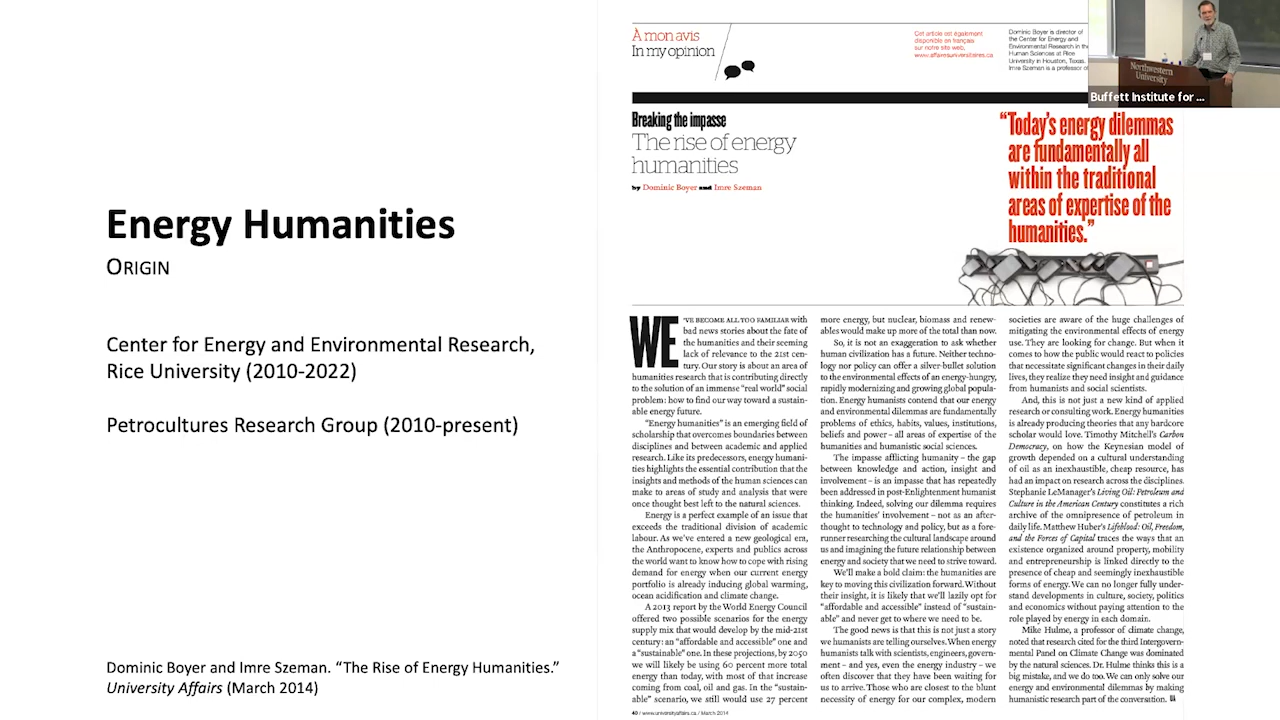 Energy Humanities
ORIGIN
Center for Energy and Environmental Research,
Rice University (2010-2022)
Petrocultures Research Group (2010-present)
Dominic Boyer and Imre Szeman. “The Rise of Energy Humanities.”
University Affairs (March 2014)
À mon avis
In my opinion
Cet article est également
disponible en français
sur notre site web,
www.affairesuniversitaires.ca
Dominic Boyer is director of
the Center for Energy and
Environmental Research in the
Human Sciences at Rice
University in Houston, Texas.
Imre Szeman is a professor o
Northwestern
University
Buffett Institute for ...
Breaking the impasse
The rise of energy
humanities
by Dominic Boyer and Imre Szeman
“Today’s energy dilemmas
are fundamentally all
within the traditional
areas of expertise of the
humanities.”
WE ’VE BECOME ALL TOO FAMILIAR with
bad news stories about the fate of
the humanities and their seeming
lack of relevance to the 21st cen-
tury. Our story is about an area of
humanities research that is contributing directly
to the solution of an immense “real world” social
problem: how to find our way toward a sustain-
able energy future.
“Energy humanities” is an emerging field of
scholarship that overcomes boundaries between
disciplines and between academic and applied
research. Like its predecessors, energy humani-
ties highlights the essential contribution that the
insights and methods of the human sciences can
make to areas of study and analysis that were
once thought best left to the natural sciences.
Energy is a perfect example of an issue that
exceeds the traditional division of academic
labour. As we’ve entered a new geological era,
the Anthropocene, experts and publics across
the world want to know how to cope with rising
demand for energy when our current energy
portfolio is already inducing global warming,
ocean acidification and climate change.
A 2013 report by the World Energy Council
offered two possible scenarios for the energy
supply mix that would develop by the mid-21st
century: an “affordable and accessible” one and
a “sustainable” one. In these projections, by 2050
we will likely be using 60 percent more total
energy than today, with most of that increase
coming from coal, oil and gas. In the “sustain-
able” scenario, we still would use 27 percent
more energy, but nuclear, biomass and renew-
ables would make up more of the total than now.
So, it is not an exaggeration to ask whether
human civilization has a future. Neither techno-
logy nor policy can offer a silver-bullet solution
to the environmental effects of an energy-hungry,
rapidly modernizing and growing global popula-
tion. Energy humanists contend that our energy
and environmental dilemmas are fundamentally
problems of ethics, habits, values, institutions,
beliefs and power – all areas of expertise of the
humanities and humanistic social sciences.
The impasse afflicting humanity – the gap
between knowledge and action, insight and
involvement – is an impasse that has repeatedly
been addressed in post-Enlightenment humanist
thinking. Indeed, solving our dilemma requires
the humanities’ involvement – not as an after-
thought to technology and policy, but as a fore-
runner researching the cultural landscape around
us and imagining the future relationship between
energy and society that we need to strive toward.
We’ll make a bold claim: the humanities are
key to moving this civilization forward. Without
their insight, it is likely that we’ll lazily opt for
“affordable and accessible” instead of “sustain-
able” and never get to where we need to be.
The good news is that this is not just a story
we humanists are telling ourselves. When energy
humanists talk with scientists, engineers, govern-
ment – and yes, even the energy industry – we
often discover that they have been waiting for
us to arrive. Those who are closest to the blunt
necessity of energy for our complex, modern
societies are aware of the huge challenges of
mitigating the environmental effects of energy
use. They are looking for change. But when it
comes to how the public would react to policies
that necessitate significant changes in their daily
lives, they realize they need insight and guidance
from humanists and social scientists.
And, this is not just a new kind of applied
research or consulting work. Energy humanities
is already producing theories that any hardcore
scholar would love. Timothy Mitchell’s Carbon
Democracy, on how the Keynesian model of
growth depended on a cultural understanding
of oil as an inexhaustible, cheap resource, has
had an impact on research across the disciplines.
Stephanie LeManager’s Living Oil: Petroleum and
Culture in the American Century constitutes a rich
archive of the omnipresence of petroleum in
daily life. Matthew Huber’s Lifeblood: Oil, Freedom,
and the Forces of Capital traces the ways that an
existence organized around property, mobility
and entrepreneurship is linked directly to the
presence of cheap and seemingly inexhaustible
forms of energy. We can no longer fully under-
stand developments in culture, society, politics
and economics without paying attention to the
role played by energy in each domain.
Mike Hulme, a professor of climate change,
noted that research cited for the third Intergovern-
mental Panel on Climate Change was dominated
by the natural sciences. Dr. Hulme thinks this is a
big mistake, and we do too. We can only solve our
energy and environmental dilemmas by making
humanistic research part of the conversation.
40 / www.universityaffairs.ca / March 2014